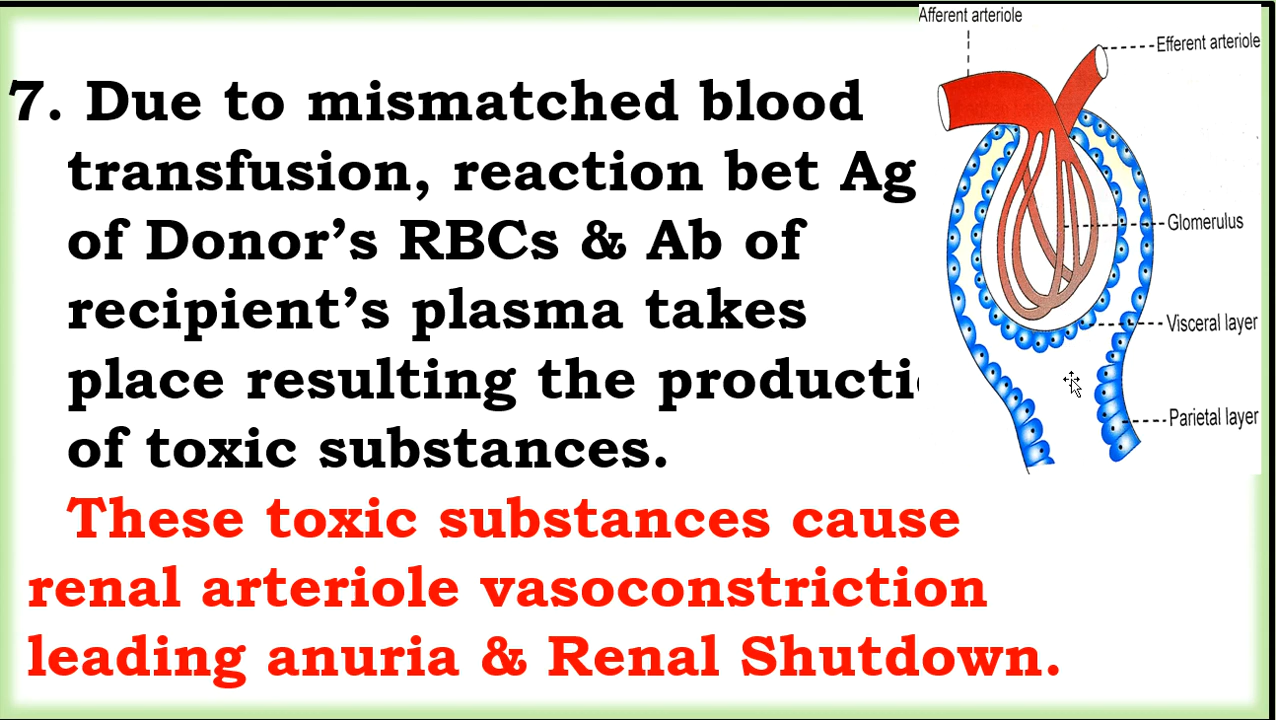 7. Due to mismatched blood
transfusion, reaction bet Ag
of Donor's RBCs & Ab of
recipient's plasma takes
place resulting the producti
of toxic substances.
These toxic substances cause
renal arteriole vasoconstriction
leading anuria & Renal Shutdown.
Afferent arteriole
Efferent arteriole
Glomerulus
Visceral layer
Parietal layer